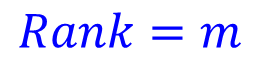 Rank = m